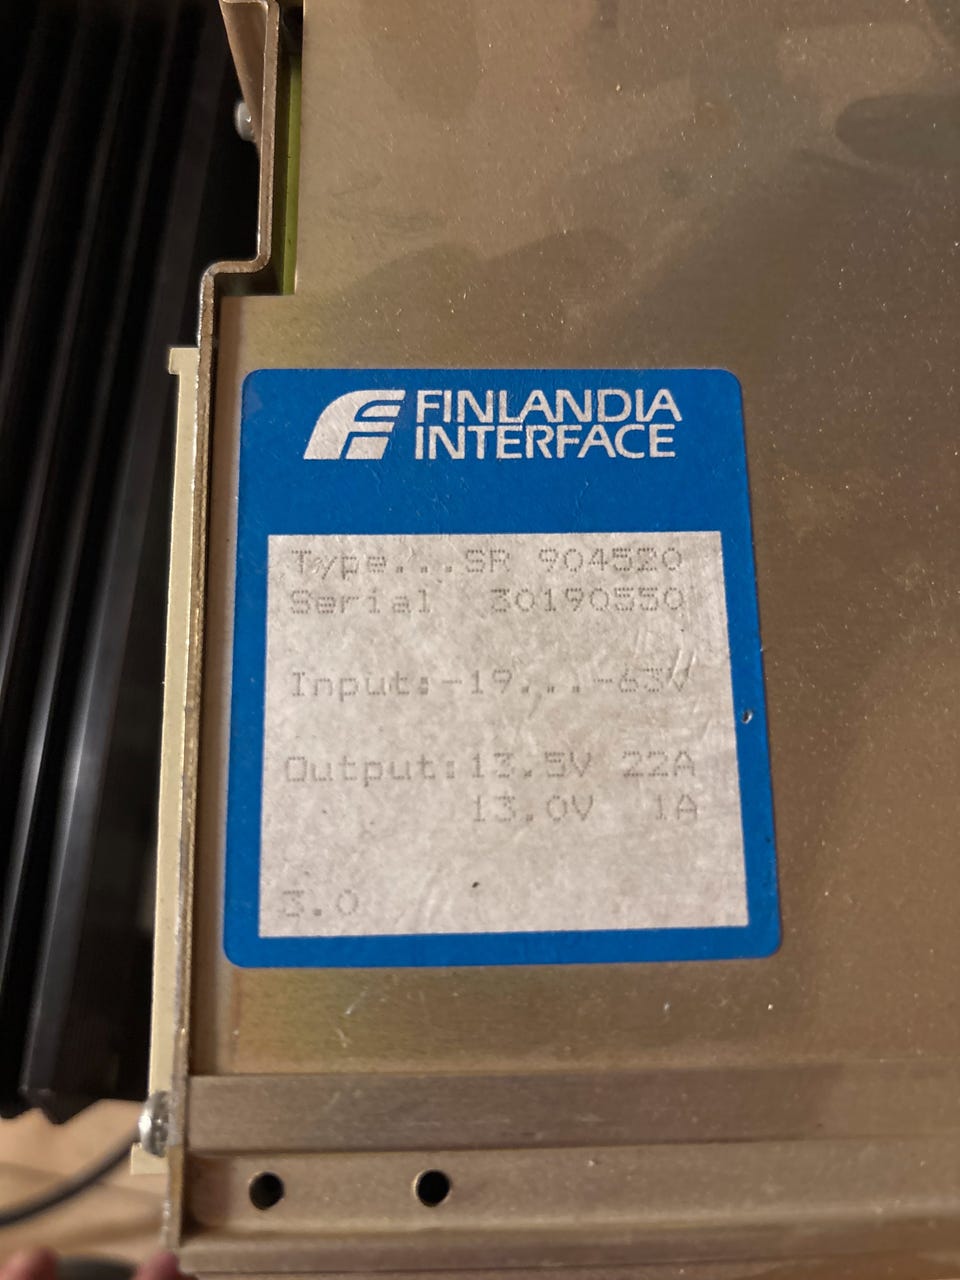 FINLANDIA
INTERFACE
Type...SR 904520
Serial 30190550
Input:-19...-63V
Output:13.5V 22A
13.0V 1A
3.0